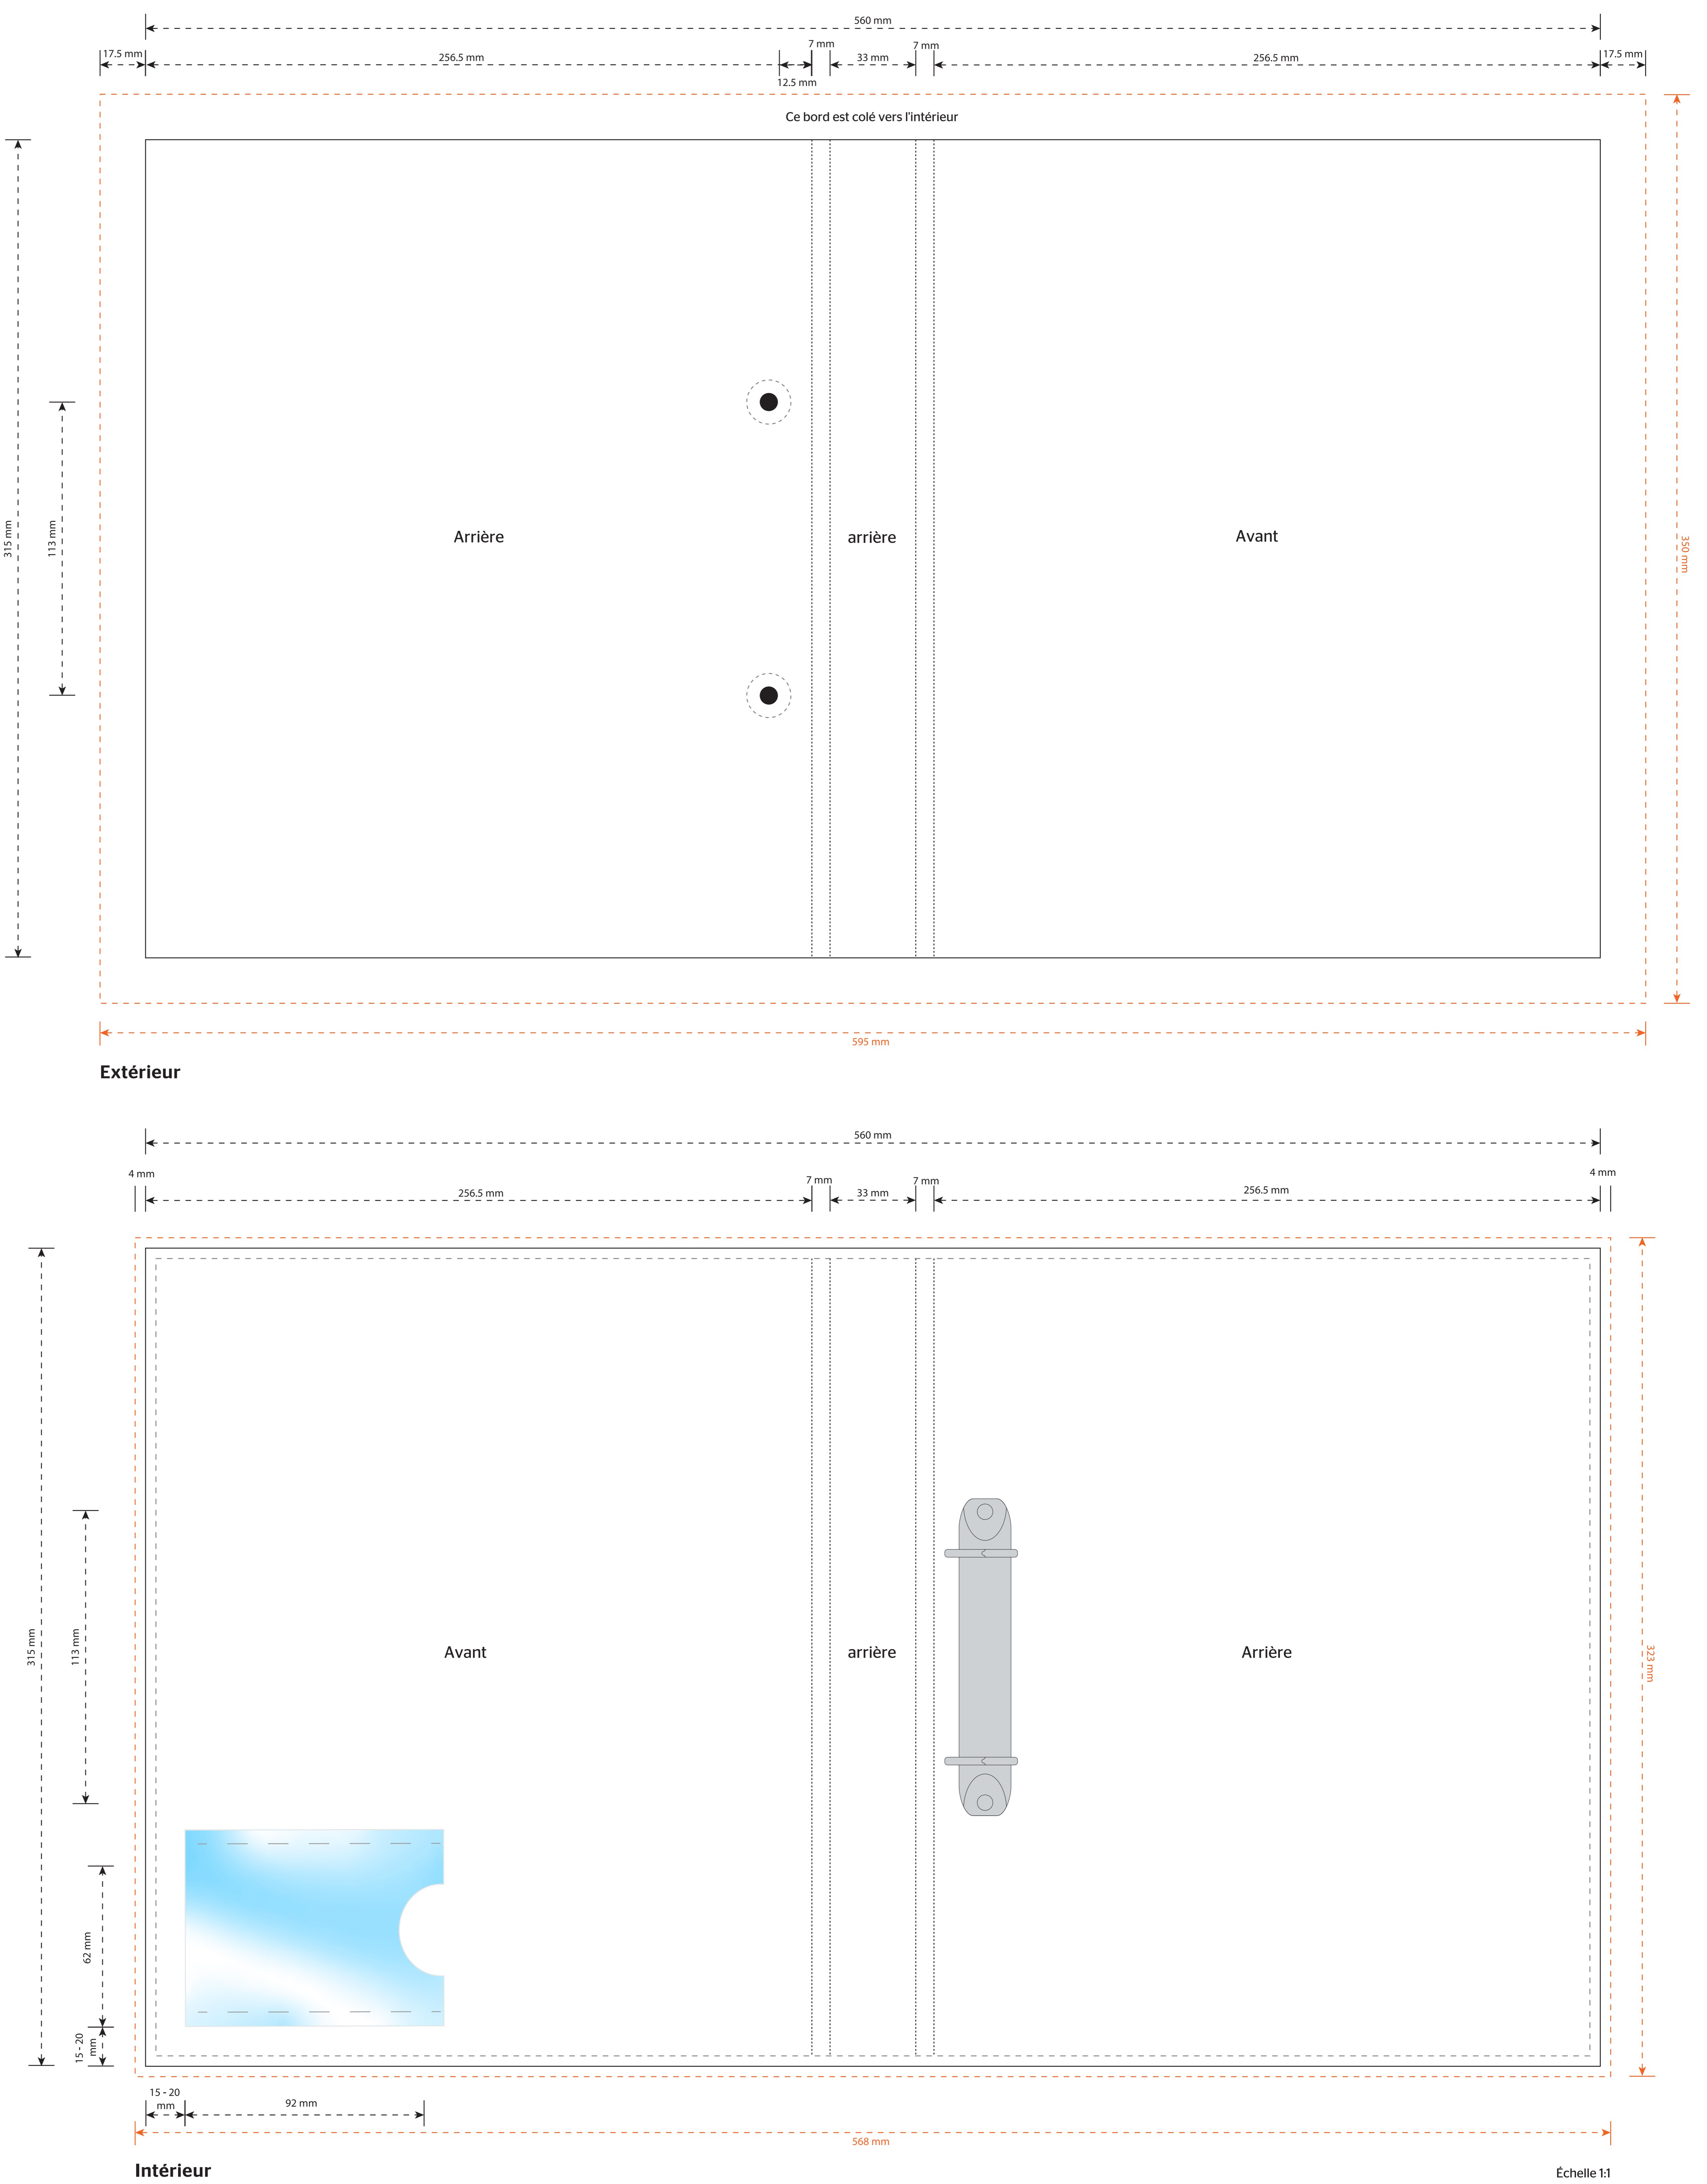 560 mm
17.5 mm
256.5 mm
7 mm
33 mm
7 mm
256.5 mm
17.5 mm
12.5 mm
Ce bord est colé vers l'intérieur
315 mm
113 mm
Arrière
arrière
Avant
350 mm
595 mm
Extérieur
560 mm
4 mm
256.5 mm
7 mm
33 mm
7 mm
256.5 mm
4 mm
315 mm
113 mm
Avant
arrière
Arrière
323 mm
62 mm
15 - 20
mm
15 - 20
mm
92 mm
568 mm
Intérieur
Échelle 1:1